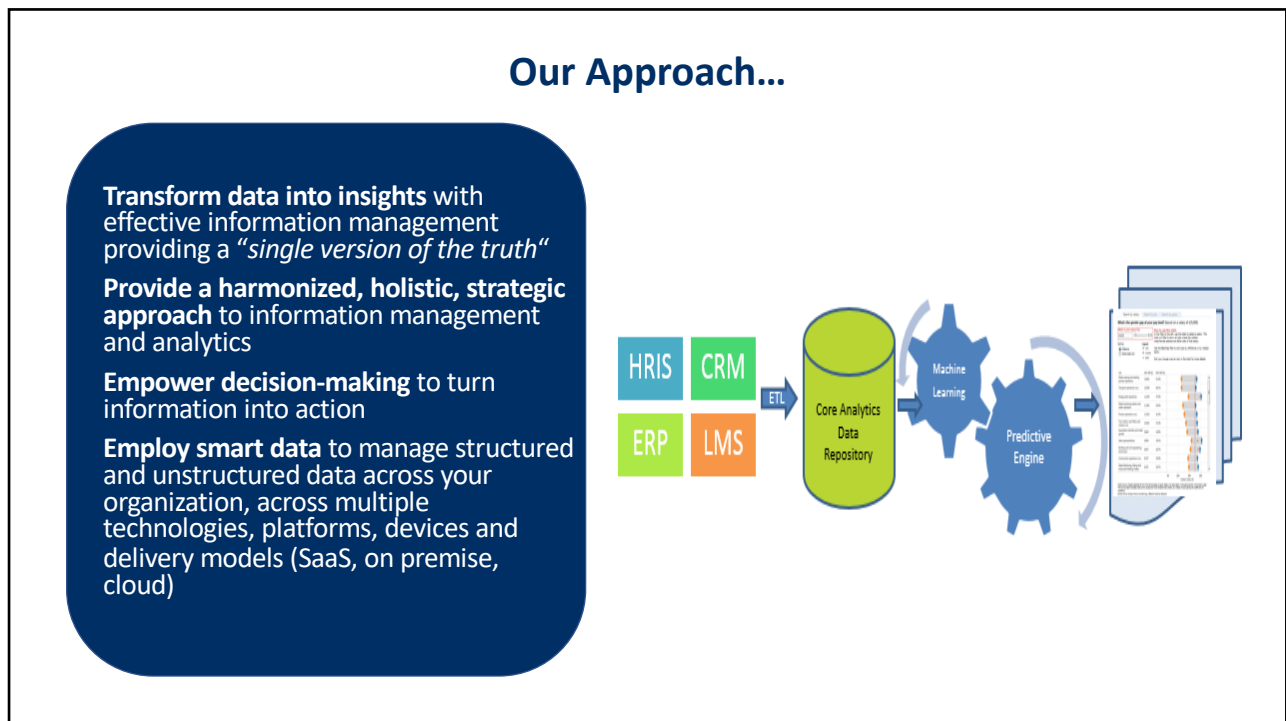 Our Approach...
Transform data into insights with
effective information management
providing a “single version of the truth“
Provide a harmonized, holistic, strategic
approach to information management
and analytics
Empower decision-making to turn
information into action
Employ smart data to manage structured
and unstructured data across your
organization, across multiple
technologies, platforms, devices and
delivery models (SaaS, on premise,
cloud)
HRIS
CRM
ERP
LMS
ETL
Core Analytics
Data
Repository
Machine
Learning
Predictive
Engine